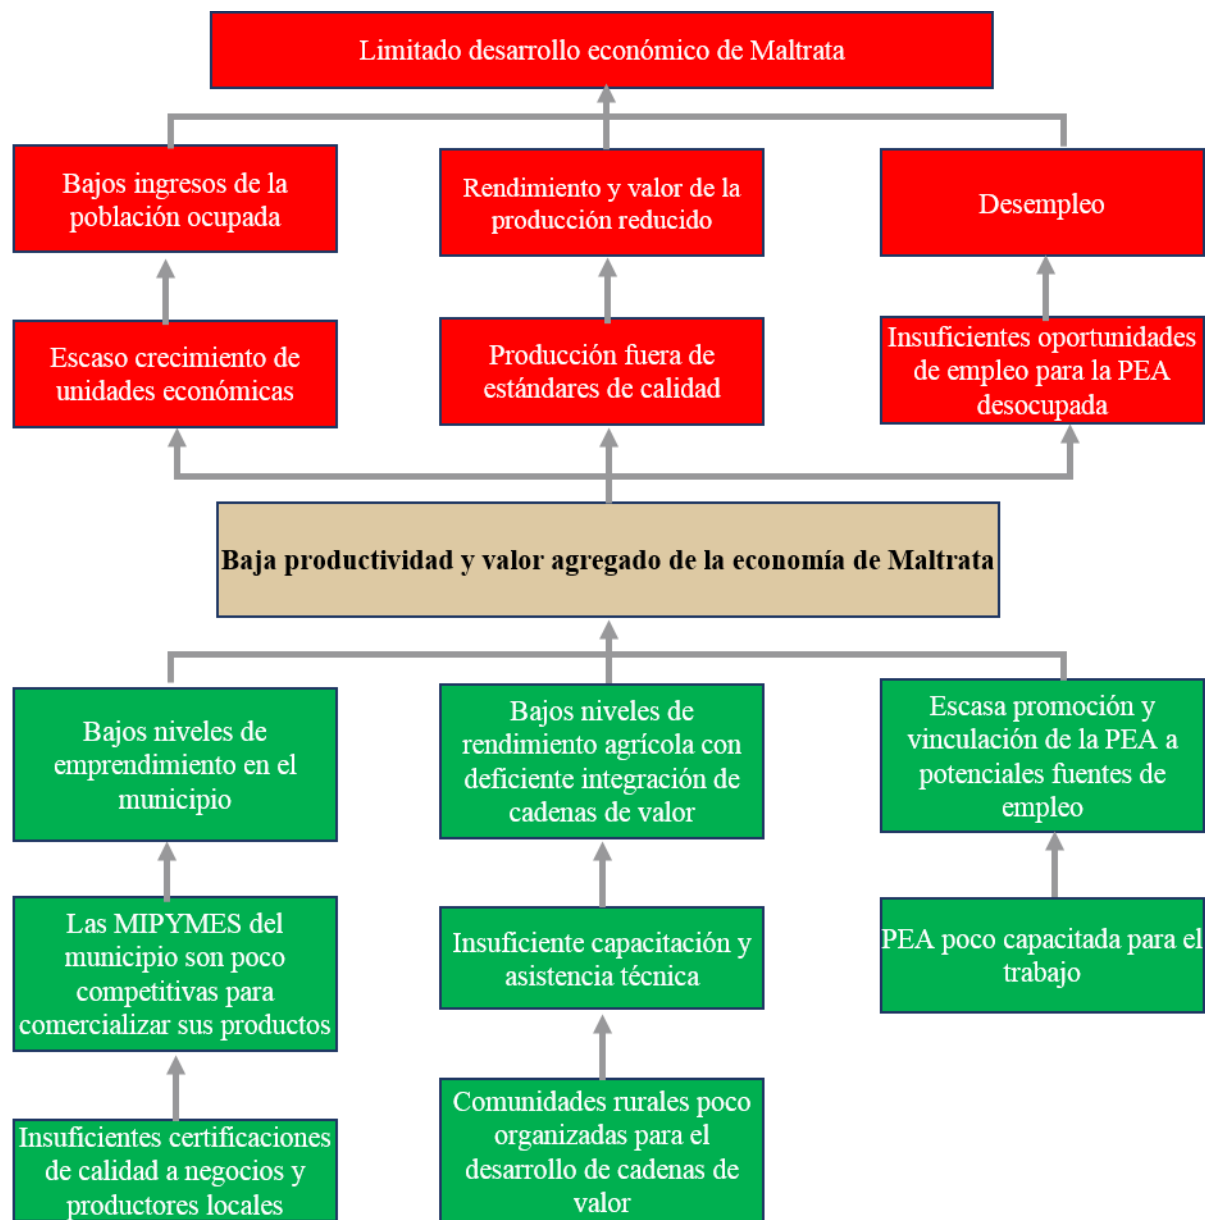 Limitado desarrollo económico de Maltrata
Bajos ingresos de la
población ocupada
Rendimiento y valor de la
producción reducido
Desempleo
Escaso crecimiento de
unidades económicas
Producción fuera de
estándares de calidad
Insuficientes oportunidades
de empleo para la PEA
desocupada
Baja productividad y valor agregado de la economía de Maltrata
Bajos niveles de
emprendimiento en el
municipio
Bajos niveles de
rendimiento agrícola con
deficiente integración de
cadenas de valor
Escasa promoción y
vinculación de la PEA a
potenciales fuentes de
empleo
Las MIPYMES del
municipio son poco
competitivas para
comercializar sus productos
Insuficiente capacitación y
asistencia técnica
PEA poco capacitada para el
trabajo
Insuficientes certificaciones
de calidad a negocios y
productores locales
Comunidades rurales poco
organizadas para el
desarrollo de cadenas de
valor